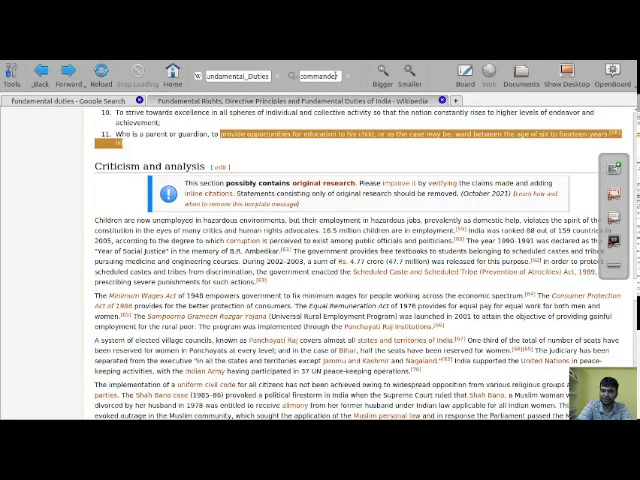 Tools Back Forward Reload Stop Loading Home undamental_Duties commander Bigger Smaller Board Web Documents Show Desktop OpenBoard
fundamental duties - Google Search Fundamental Rights, Directive Principles and Fundamental Duties of India - Wikipedia
10. To strive towards excellence in all spheres of individual and collective activity so that the nation constantly rises to higher levels of endeavor and
achievement;
11. Who is a parent or guardian, to provide opportunities for education to his child, or as the case may be, ward between the age of six to fourteen years.
Criticism and analysis [ edit ]
This section possibly contains original research. Please improve it by verifying the claims made and adding
inline citations. Statements consisting only of original research should be removed. (October 2021) (Learn how and
when to remove this template message)
Children are now unemployed in hazardous environments, but their employment in hazardous jobs, prevalently as domestic help, violates the spirit of the
constitution in the eyes of many critics and human rights advocates. 16.5 million children are in employment.[59] India was ranked 88 out of 159 countries in
2005, according to the degree to which corruption is perceived to exist among public officials and politicians.[60] The year 1990-1991 was declared as the
"Year of Social Justice" in the memory of B.R. Ambedkar.[61] The government provides free textbooks to students belonging to scheduled castes and tribes
pursuing medicine and engineering courses. During 2002–2003, a sum of Rs. 4.77 crore (47.7 million) was released for this purpose.[62] In order to protect
scheduled castes and tribes from discrimination, the government enacted the Scheduled Caste and Scheduled Tribe (Prevention of Atrocities) Act, 1989,
prescribing severe punishments for such actions.[63]
The Minimum Wages Act of 1948 empowers government to fix minimum wages for people working across the economic spectrum.[64] The Consumer Protection
Act of 1986 provides for the better protection of consumers. The Equal Remuneration Act of 1976 provides for equal pay for equal work for both men and
women.[65] The Sampoorna Grameen Rozgar Yojana (Universal Rural Employment Program) was launched in 2001 to attain the objective of providing gainful
employment for the rural poor. The program was implemented through the Panchayati Raj institutions.[66]
A system of elected village councils, known as Panchayati Raj covers almost all states and territories of India.[67] One-third of the total of number of seats have
been reserved for women in Panchayats at every level; and in the case of Bihar, half the seats have been reserved for women.[68][69] The judiciary has been
separated from the executive "in all the states and territories except Jammu and Kashmir and Nagaland."[62] India supported the United Nations in peace-
keeping activities, with the Indian Army having participated in 37 UN peace-keeping operations.[70]
The implementation of a uniform civil code for all citizens has not been achieved owing to widespread opposition from various religious groups a
parties. The Shah Bano case (1985–86) provoked a political firestorm in India when the Supreme Court ruled that Shah Bano, a Muslim woman w
divorced by her husband in 1978 was entitled to receive alimony from her former husband under Indian law applicable for all Indian women. This
evoked outrage in the Muslim community, which sought the application of the Muslim personal law and in response the Parliament passed the M